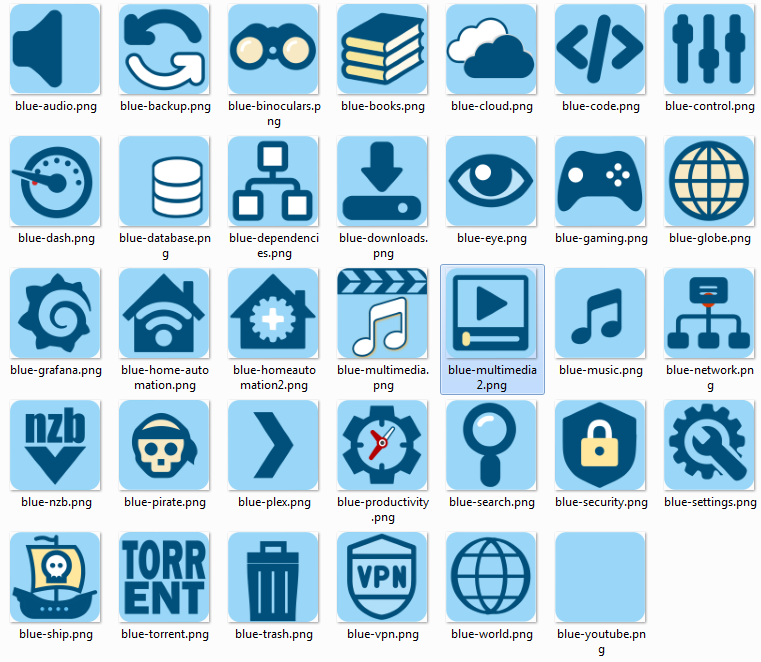 blue-audio.png
blue-backup.png
blue-binoculars.p
ng
blue-books.png
blue-cloud.png
blue-code.png
blue-control.png
blue-dash.png
blue-database.pn
g
blue-dependenci
es.png
blue-downloads.
png
blue-eye.png
blue-gaming.png
blue-globe.png
blue-grafana.png
blue-home-auto
mation.png
blue-homeauto
mation2.png
blue-multimedia.
png
blue-multimedia
2.png
blue-music.png
blue-network.pn
g
nzb
blue-nzb.png
blue-pirate.png
blue-plex.png
blue-productivity
.png
blue-search.png
blue-security.png
blue-settings.png
blue-ship.png
TORR
ENT
blue-torrent.png
blue-trash.png
VPN
blue-vpn.png
blue-world.png
blue-youtube.pn
g